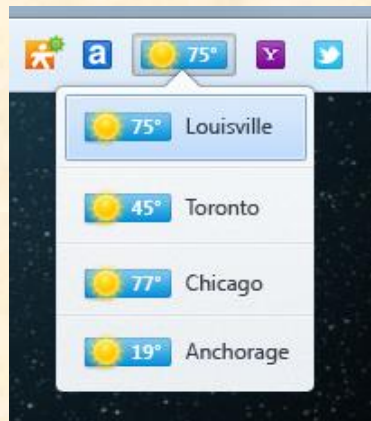 a 75° Y
75° Louisville
45° Toronto
77° Chicago
19° Anchorage